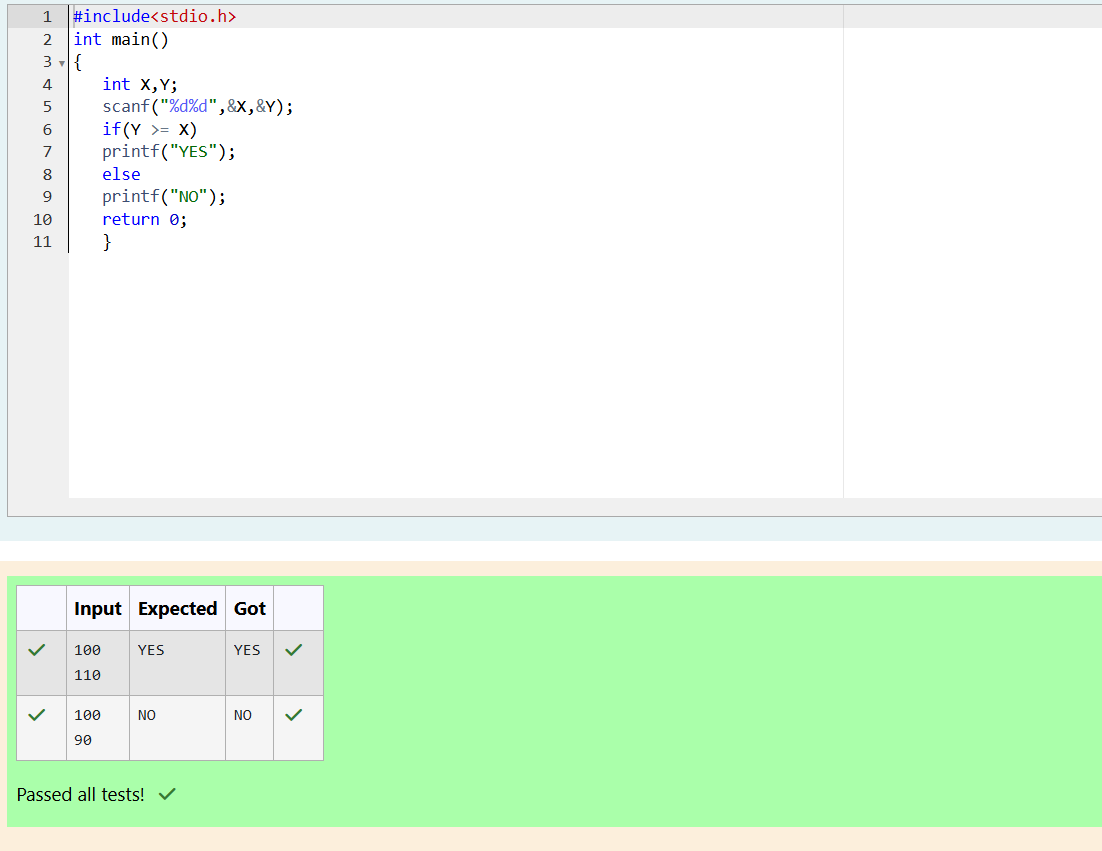 1 #include<stdio.h>
2 int main()
3 {
4 int X,Y;
5 scanf("%d%d",&X,&Y);
6 if(Y >= X)
7 printf("YES");
8 else
9 printf("NO");
10 return 0;
11 }
Input Expected Got
100 YES YES
110
100 NO NO
90
Passed all tests!